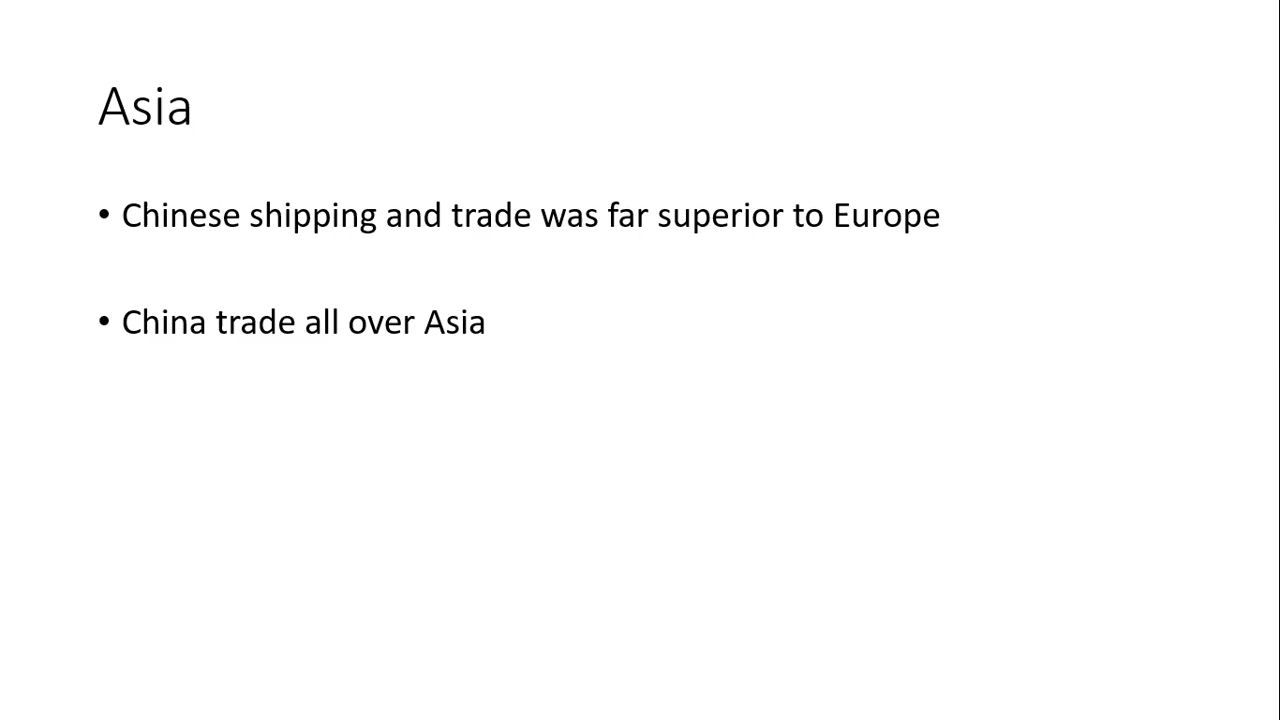 Asia
• Chinese shipping and trade was far superior to Europe
• China trade all over Asia